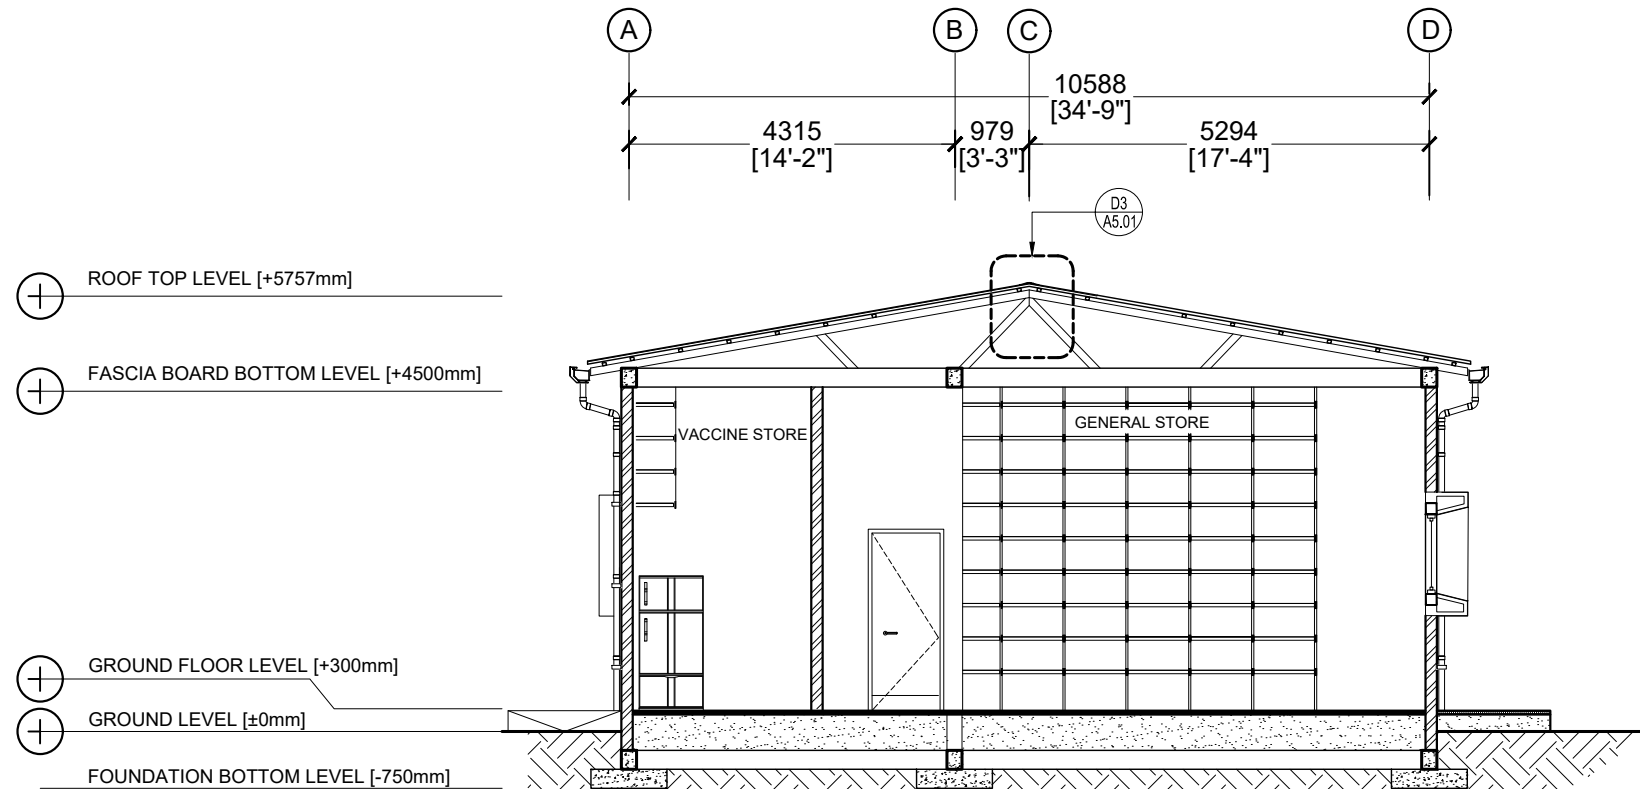 A
B
C
D
10588
[34'-9"]
4315
[14'-2"]
979
[3'-3"]
5294
[17'-4"]
D3
A5.01
ROOF TOP LEVEL [+5757mm]
FASCIA BOARD BOTTOM LEVEL [+4500mm]
VACCINE STORE
GENERAL STORE
GROUND FLOOR LEVEL [+300mm]
GROUND LEVEL [±0mm]
FOUNDATION BOTTOM LEVEL [-750mm]